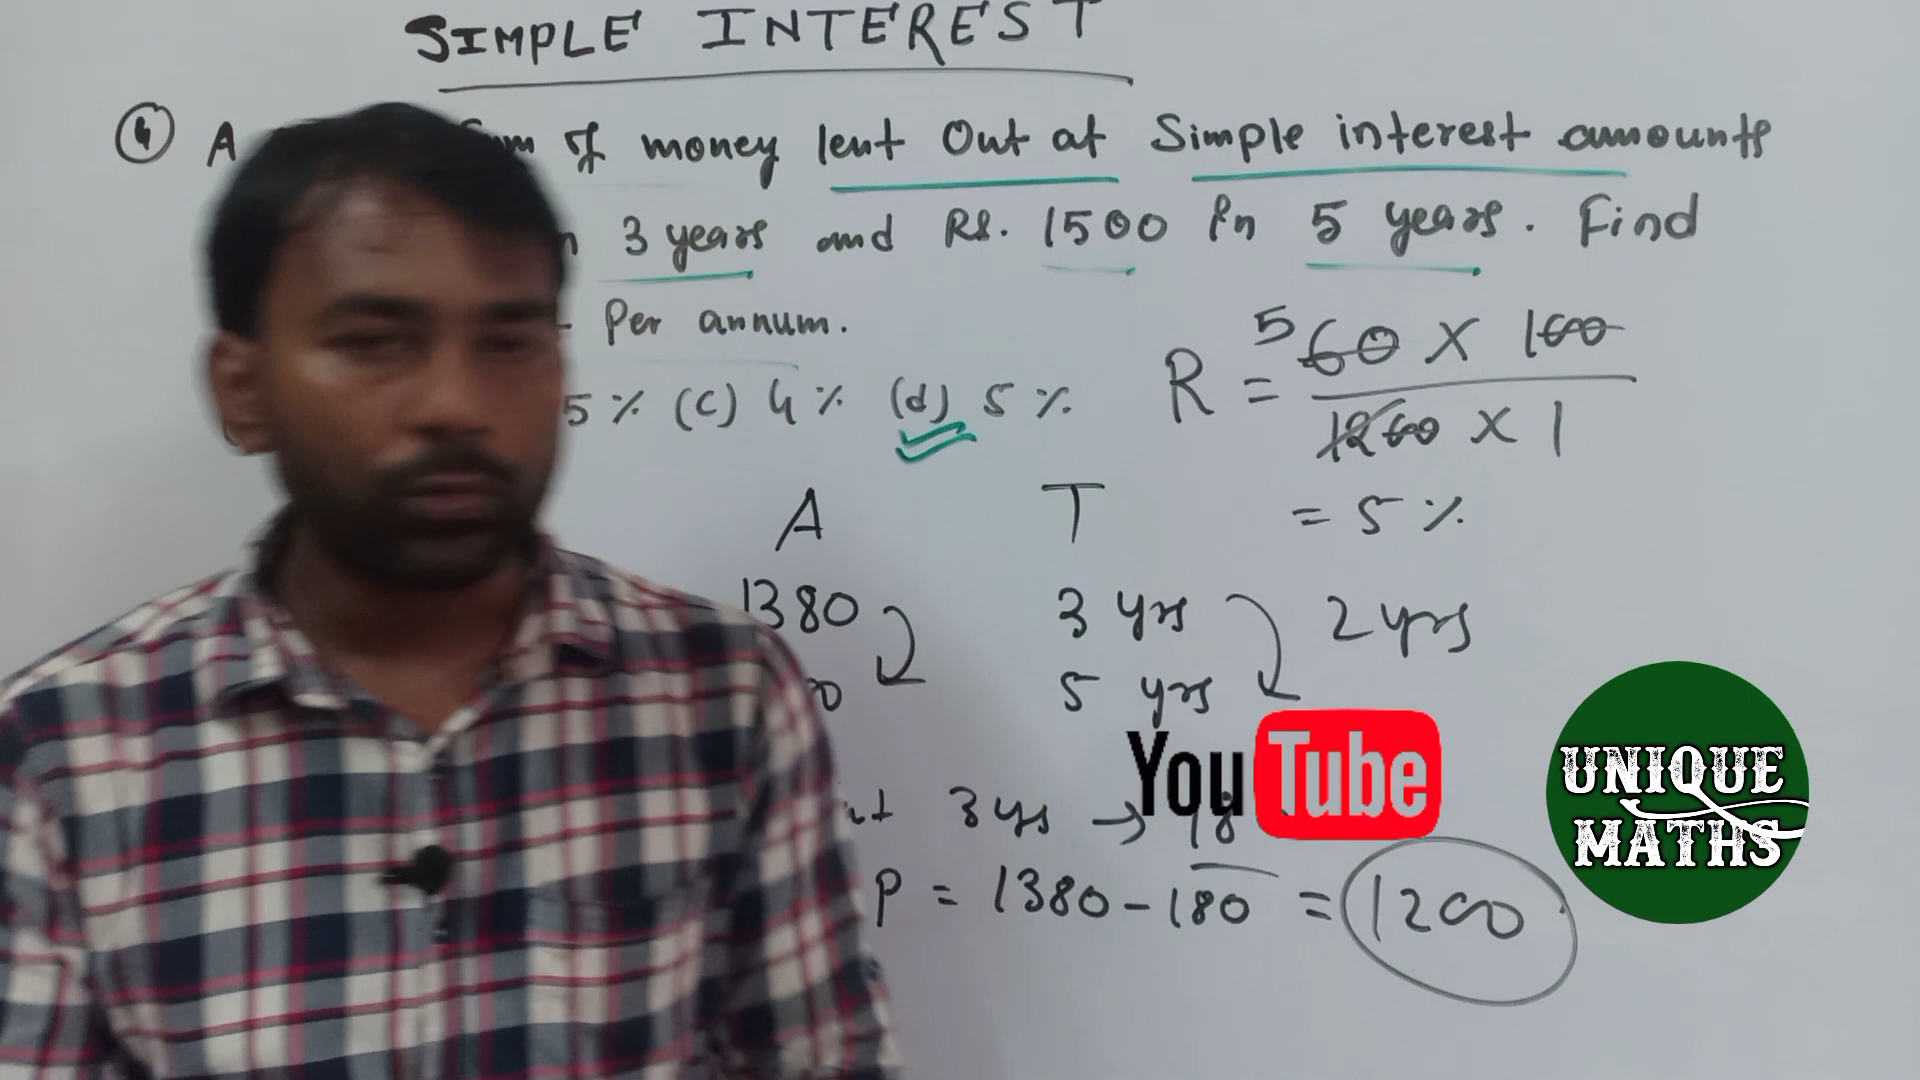 SIMPLE INTEREST
④ A of money lent Out at Simple interest amounts
3 years and Rs. 1500 in 5 years. Find
Per annum.
5% (c) 4% (d) 5%
R = 5 60 X 100
1200 X 1
= 5%
A T
1380 3 yrs 2 yrs
5 yrs
3 ys → 18
P = 1380 - 180 = 1200
YouTube
UNIQUE
MATHS